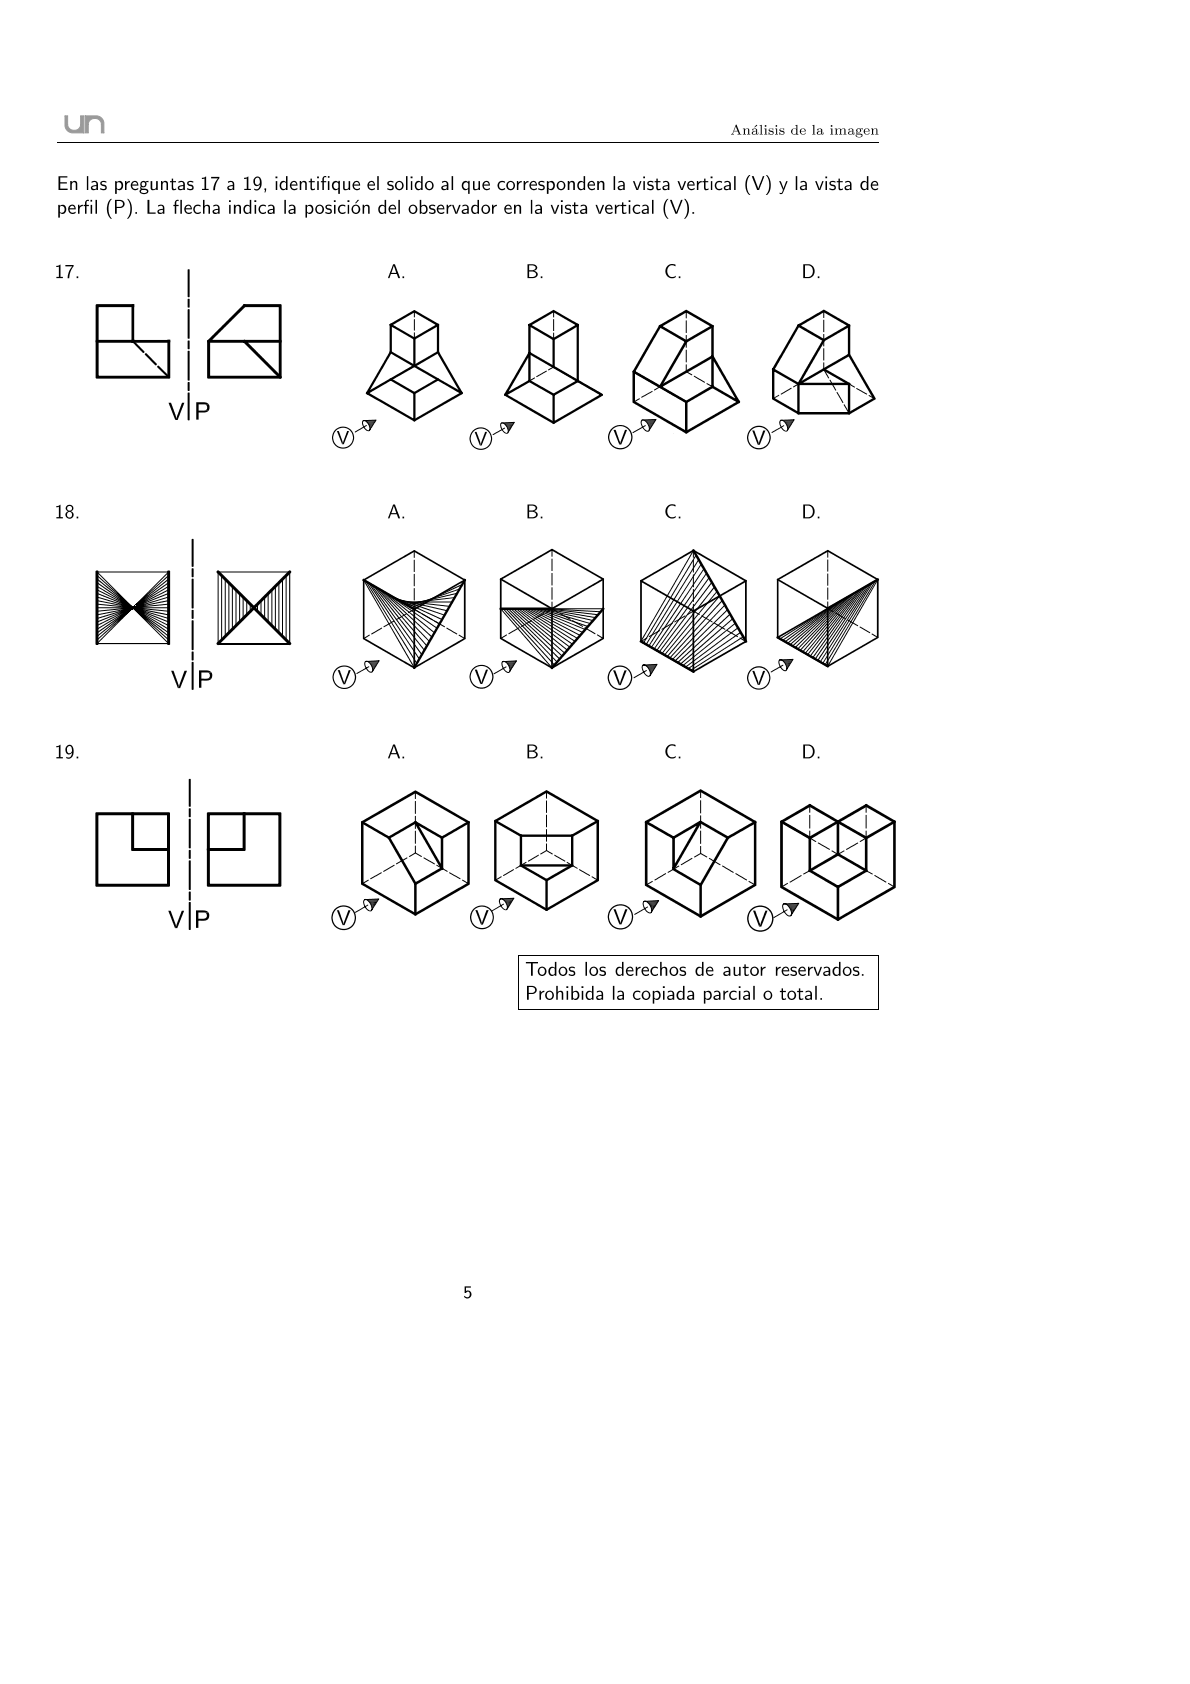 un
Análisis de la imagen
En las preguntas 17 a 19, identifique el solido al que corresponden la vista vertical (V) y la vista de
perfil (P). La flecha indica la posición del observador en la vista vertical (V).
17. A. B. C. D.
V P
V V V V
18. A. B. C. D.
V P
V V V V
19. A. B. C. D.
V P
V V V V
Todos los derechos de autor reservados.
Prohibida la copiada parcial o total.
5